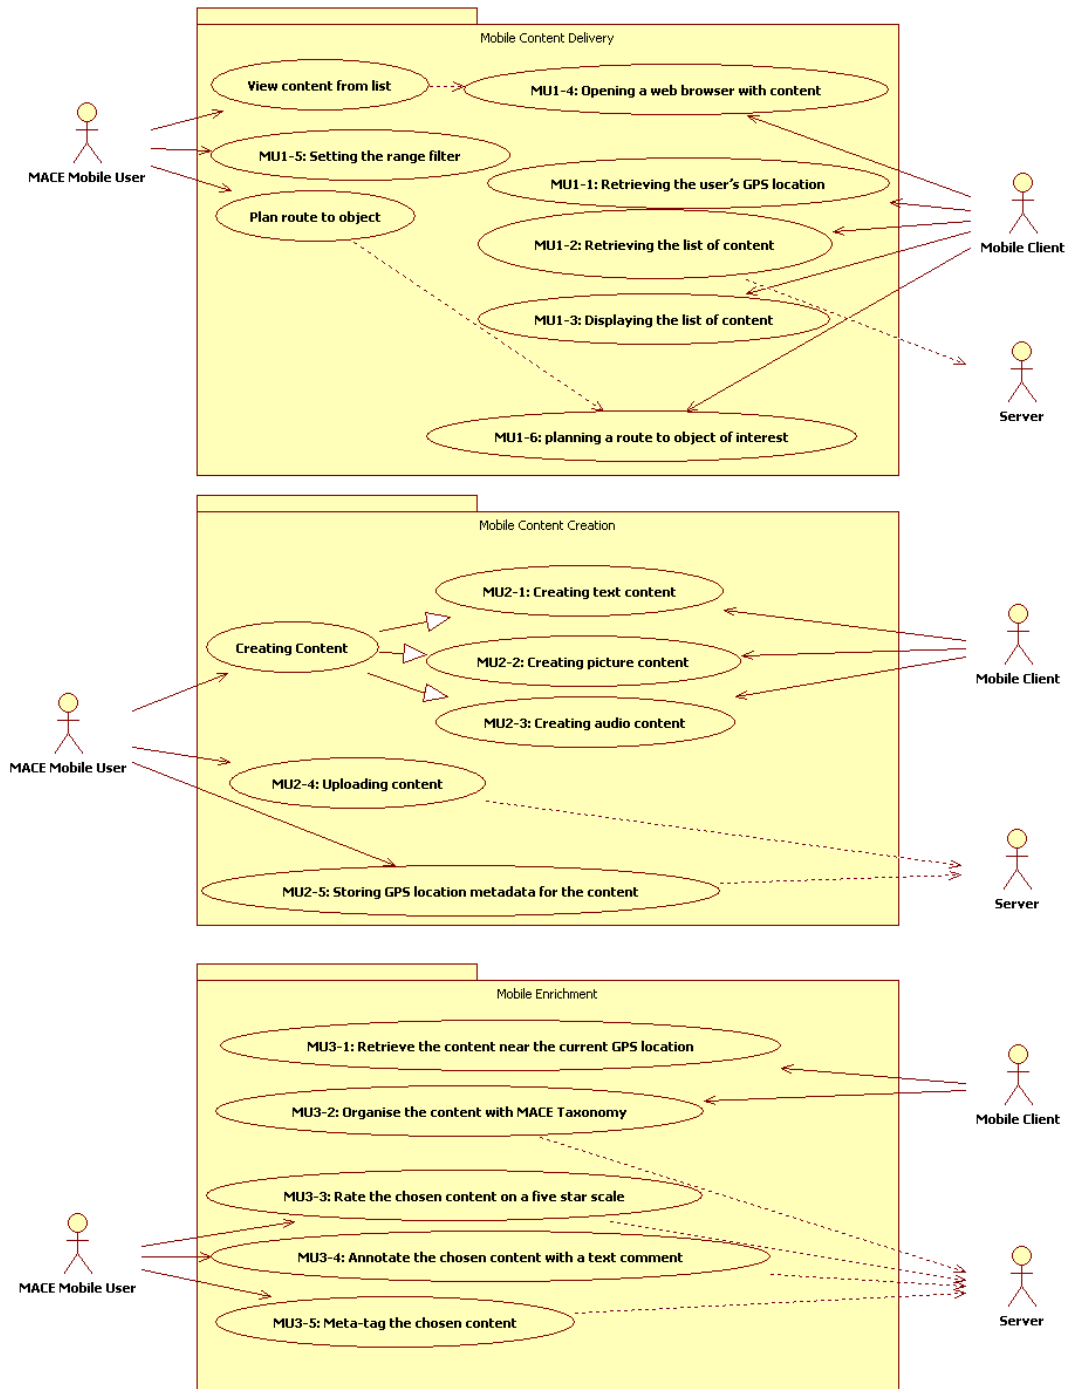 Mobile Content Delivery
View content from list
MU1-4: Opening a web browser with content
MACE Mobile User
MU1-5: Setting the range filter
MU1-1: Retrieving the user's GPS location
Plan route to object
MU1-2: Retrieving the list of content
Mobile Client
MU1-3: Displaying the list of content
Server
MU1-6: planning a route to object of interest
Mobile Content Creation
MU2-1: Creating text content
Creating Content
MU2-2: Creating picture content
Mobile Client
MU2-3: Creating audio content
MACE Mobile User
MU2-4: Uploading content
MU2-5: Storing GPS location metadata for the content
Server
Mobile Enrichment
MU3-1: Retrieve the content near the current GPS location
MU3-2: Organise the content with MACE Taxonomy
Mobile Client
MU3-3: Rate the chosen content on a five star scale
MU3-4: Annotate the chosen content with a text comment
MACE Mobile User
MU3-5: Meta-tag the chosen content
Server